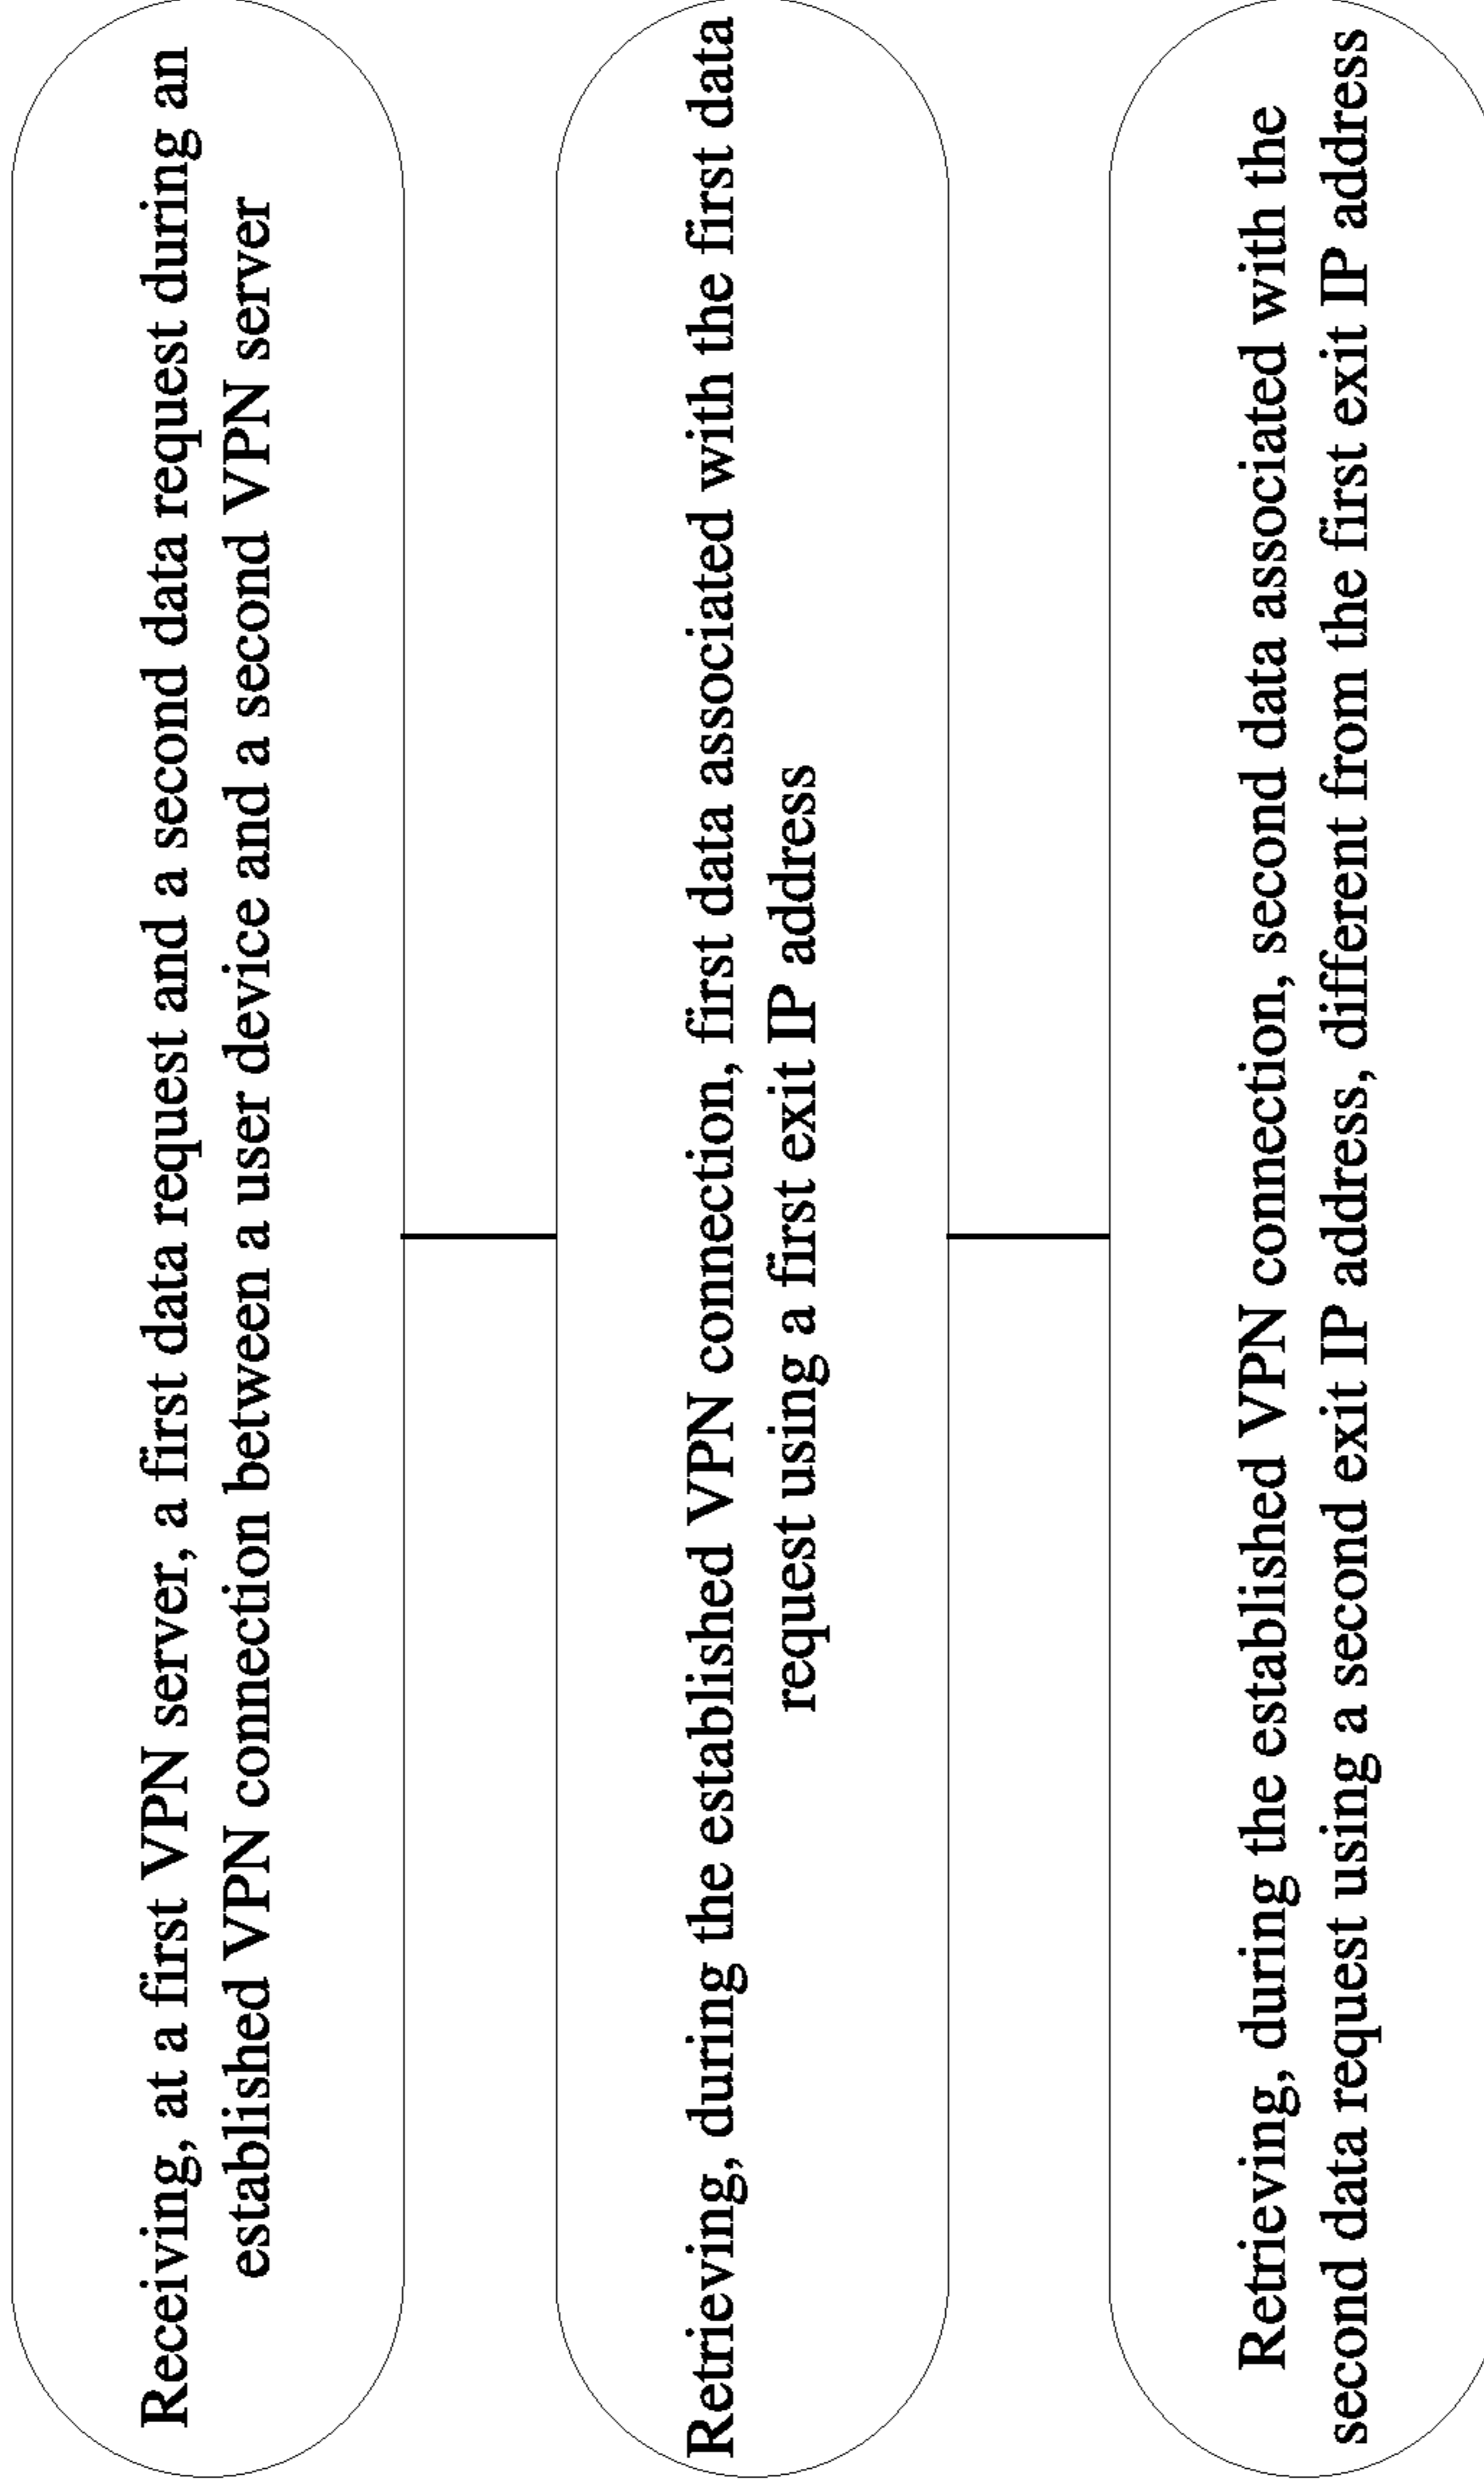 Receiving, at a first VPN server, a first data request and a second data request during an
established VPN connection between a user device and a second VPN server
Retrieving, during the established VPN connection, first data associated with the first data
request using a first exit IP address
Retrieving, during the established VPN connection, second data associated with the
second data request using a second exit IP address, different from the first exit IP address